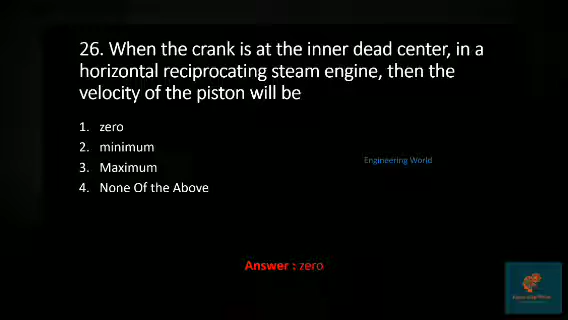 26. When the crank is at the inner dead center, in a
horizontal reciprocating steam engine, then the
velocity of the piston will be
1. zero
2. minimum
3. Maximum
4. None Of the Above
Engineering World
Answer : zero